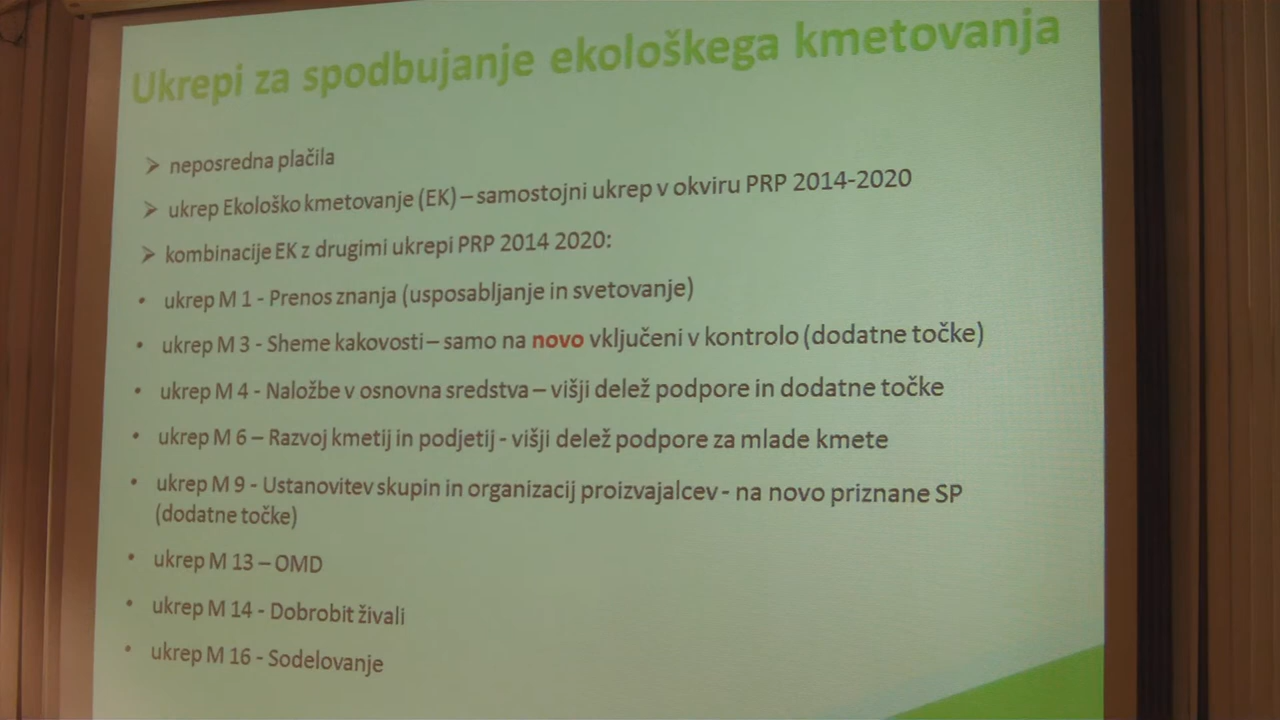 Ukrepi za spodbujanje ekološkega kmetovanja
➢ neposredna plačila
➢ ukrep Ekološko kmetovanje (EK) – samostojni ukrep v okviru PRP 2014-2020
➢ kombinacije EK z drugimi ukrepi PRP 2014 2020:
• ukrep M 1 - Prenos znanja (usposabljanje in svetovanje)
• ukrep M 3 - Sheme kakovosti – samo na novo vključeni v kontrolo (dodatne točke)
• ukrep M 4 - Naložbe v osnovna sredstva – višji delež podpore in dodatne točke
• ukrep M 6 – Razvoj kmetij in podjetij - višji delež podpore za mlade kmete
• ukrep M 9 - Ustanovitev skupin in organizacij proizvajalcev - na novo priznane SP
(dodatne točke)
• ukrep M 13 – OMD
• ukrep M 14 - Dobrobit živali
• ukrep M 16 - Sodelovanje